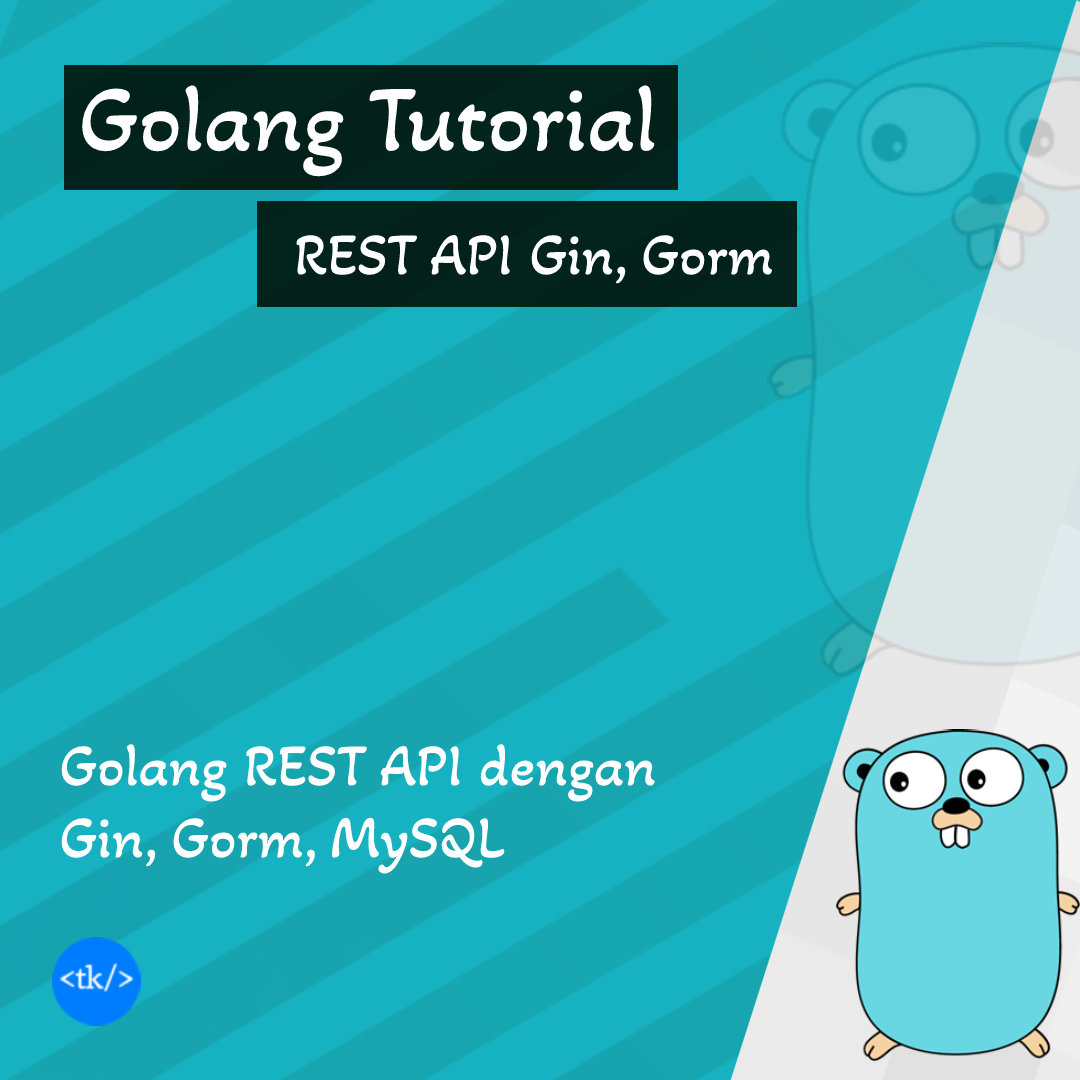 Golang Tutorial
REST API Gin, Gorm
Golang REST API dengan
Gin, Gorm, MySQL
<tk/>